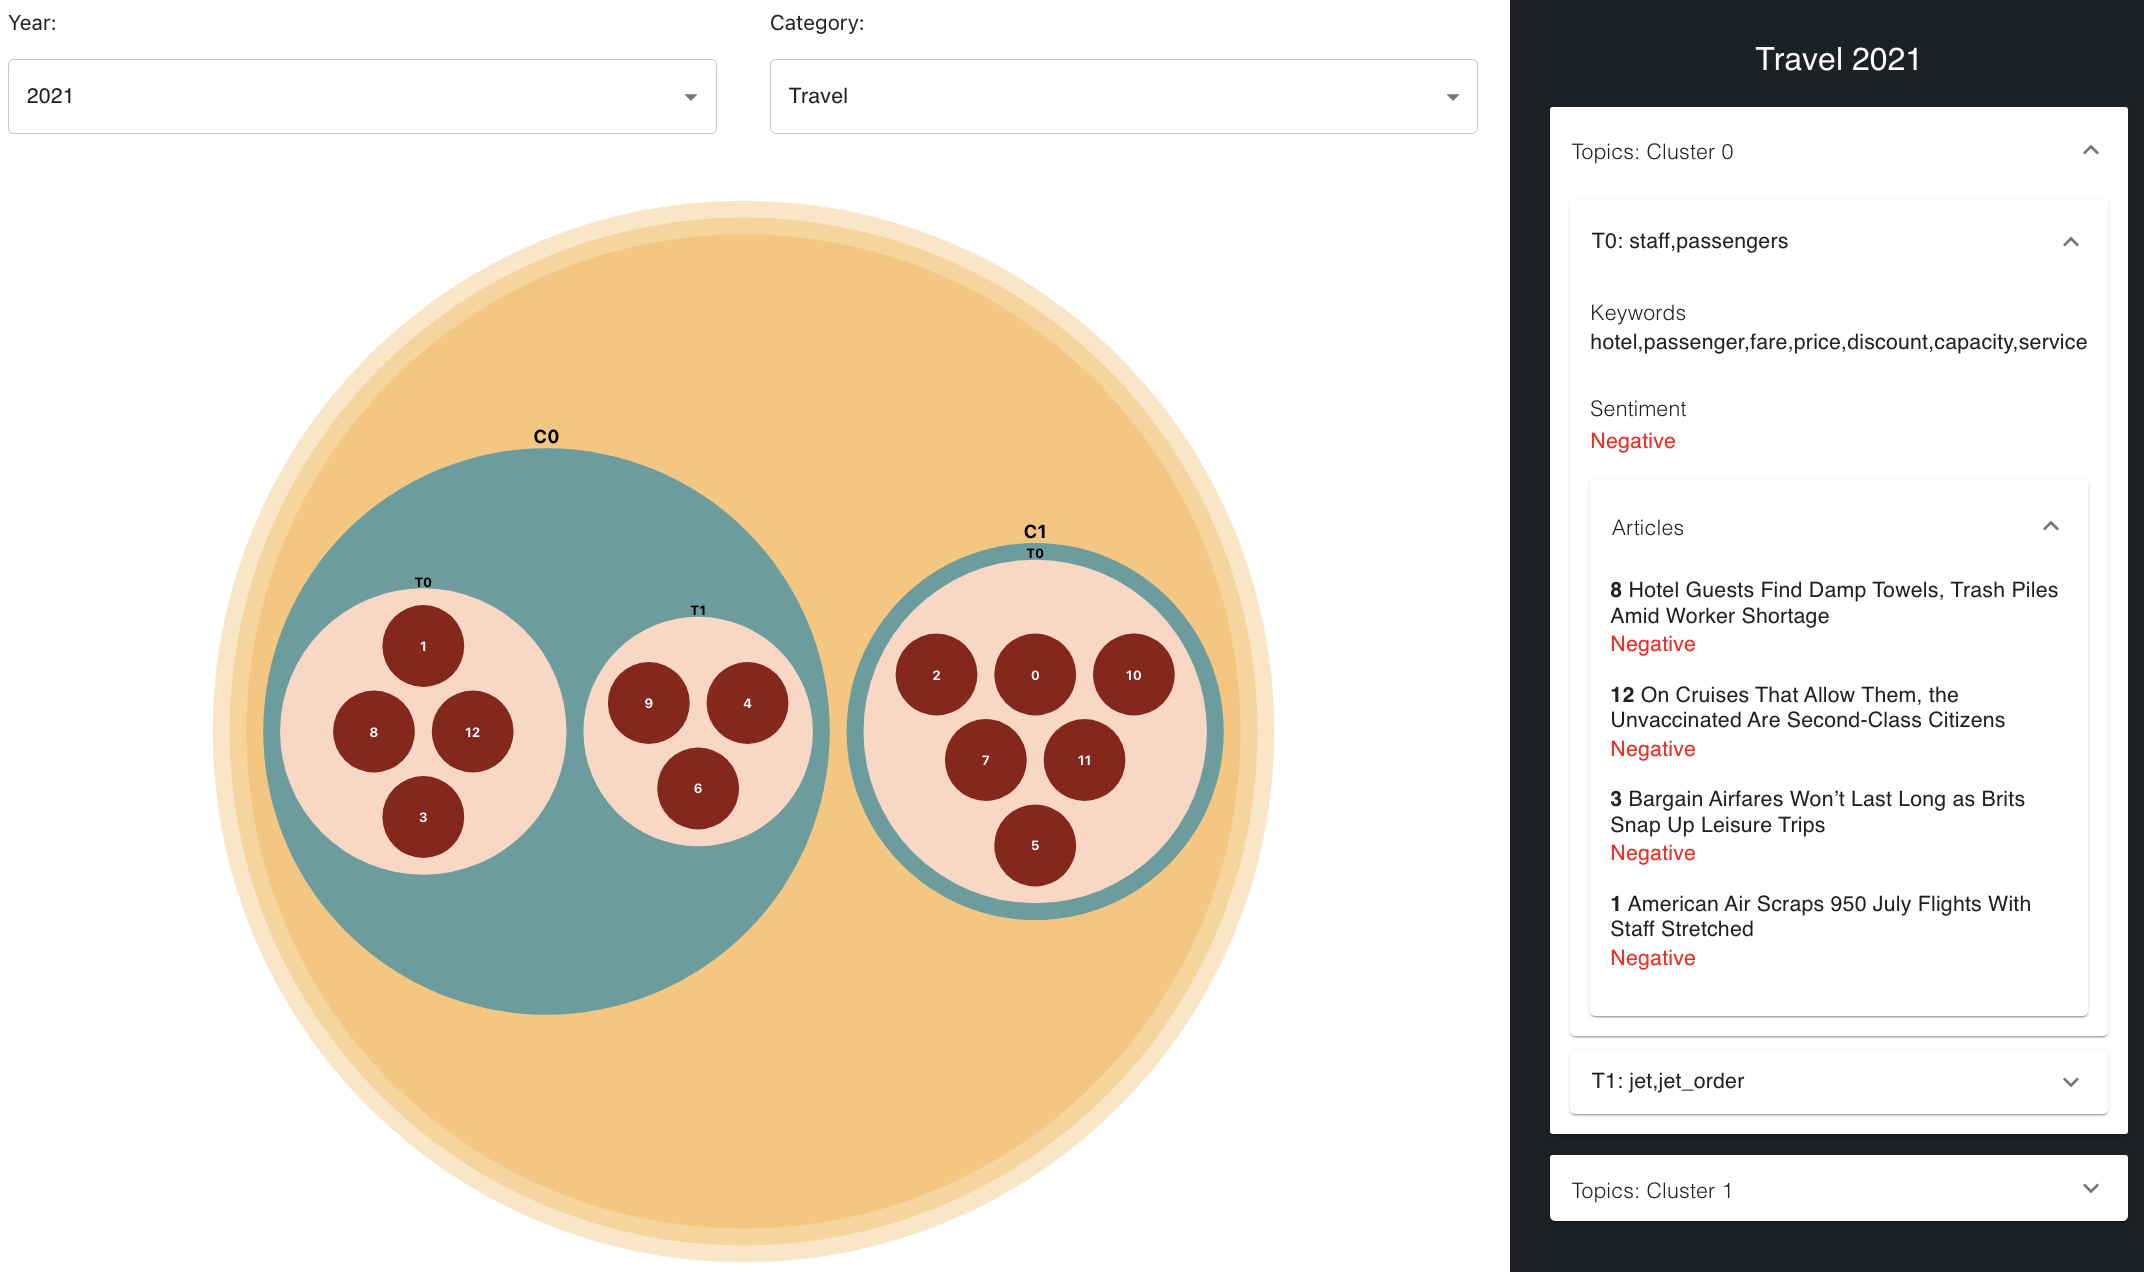 Year:
Category:
2021
Travel
C0
T0
1
8
12
3
T1
9
4
6
C1
T0
2
0
10
7
11
5
Travel 2021
Topics: Cluster 0
T0: staff,passengers
Keywords
hotel,passenger,fare,price,discount,capacity,service
Sentiment
Negative
Articles
8 Hotel Guests Find Damp Towels, Trash Piles
Amid Worker Shortage
Negative
12 On Cruises That Allow Them, the
Unvaccinated Are Second-Class Citizens
Negative
3 Bargain Airfares Won’t Last Long as Brits
Snap Up Leisure Trips
Negative
1 American Air Scraps 950 July Flights With
Staff Stretched
Negative
T1: jet,jet_order
Topics: Cluster 1